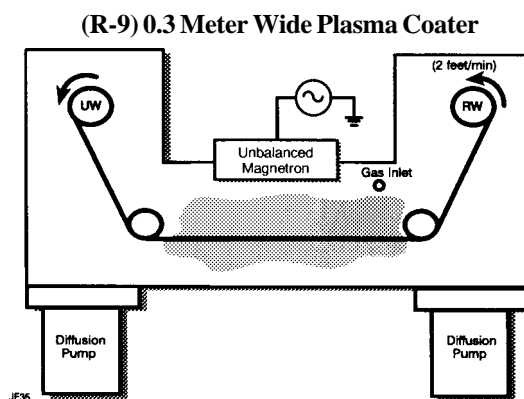 (R-9) 0.3 Meter Wide Plasma Coater
(2 feet/min)
UW
RW
Unbalanced
Magnetron
Gas Inlet
Diffusion
Pump
Diffusion
Pump
JF35